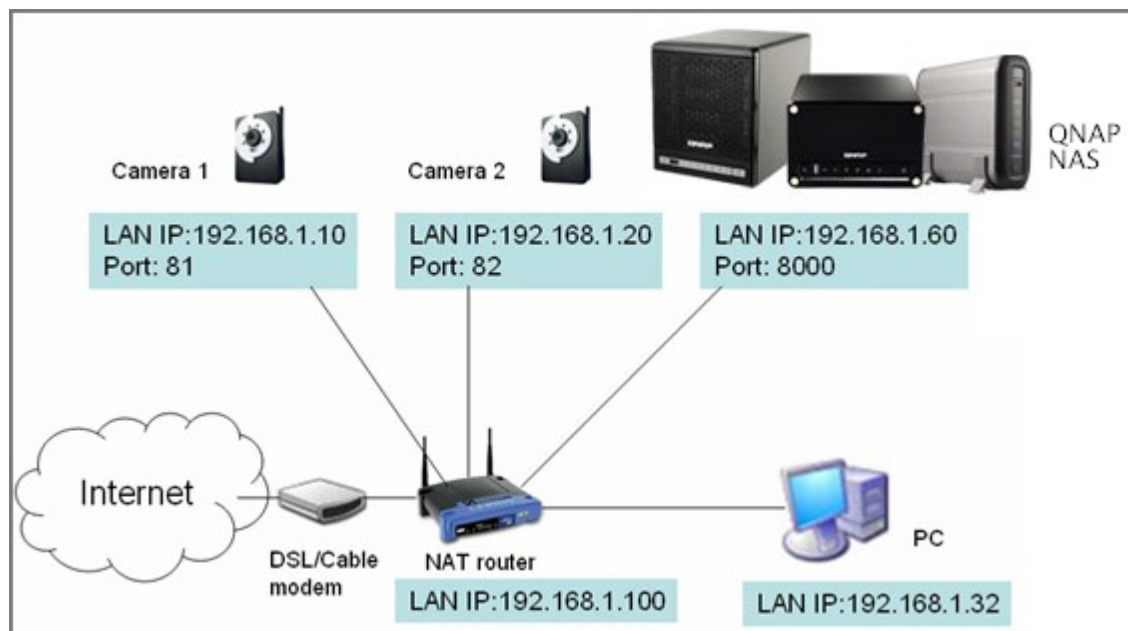 QNAP
NAS
Camera 1
Camera 2
LAN IP:192.168.1.10
Port: 81
LAN IP:192.168.1.20
Port: 82
LAN IP:192.168.1.60
Port: 8000
Internet
DSL/Cable
modem
NAT router
PC
LAN IP:192.168.1.100
LAN IP:192.168.1.32